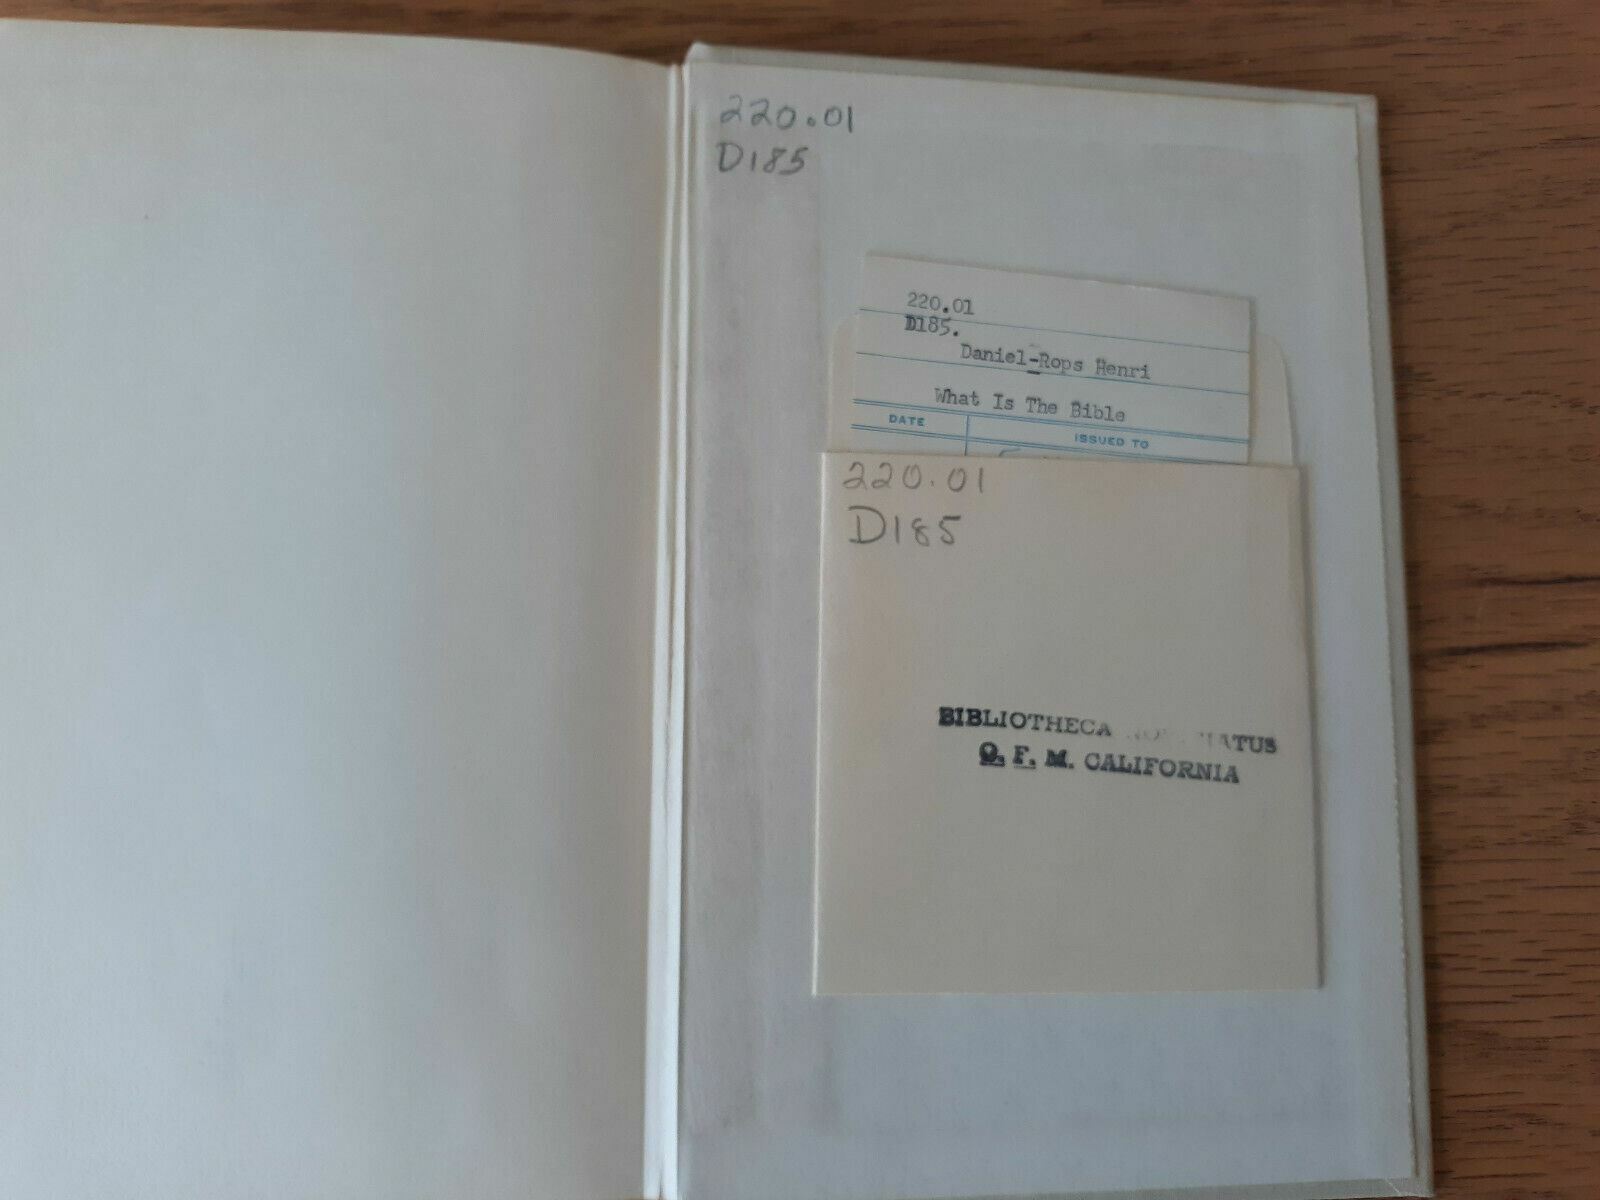 220.01
D185
220.01
D185.
Daniel-Rops Henri
What Is The Bible
DATE
ISSUED TO
220.01
D185
BIBLIOTHECA
O. F. M. CALIFORNIA